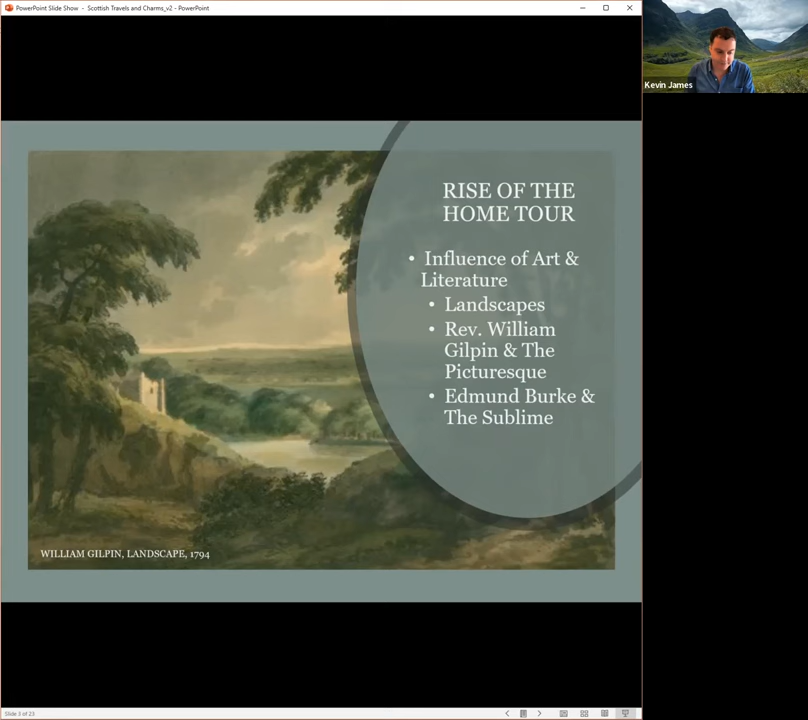 PowerPoint Slide Show - Scottish Travels and Charms_v2 - PowerPoint
Kevin James
RISE OF THE
HOME TOUR
• Influence of Art &
Literature
• Landscapes
• Rev. William
Gilpin & The
Picturesque
• Edmund Burke &
The Sublime
WILLIAM GILPIN, LANDSCAPE, 1794
Slide 3 of 23